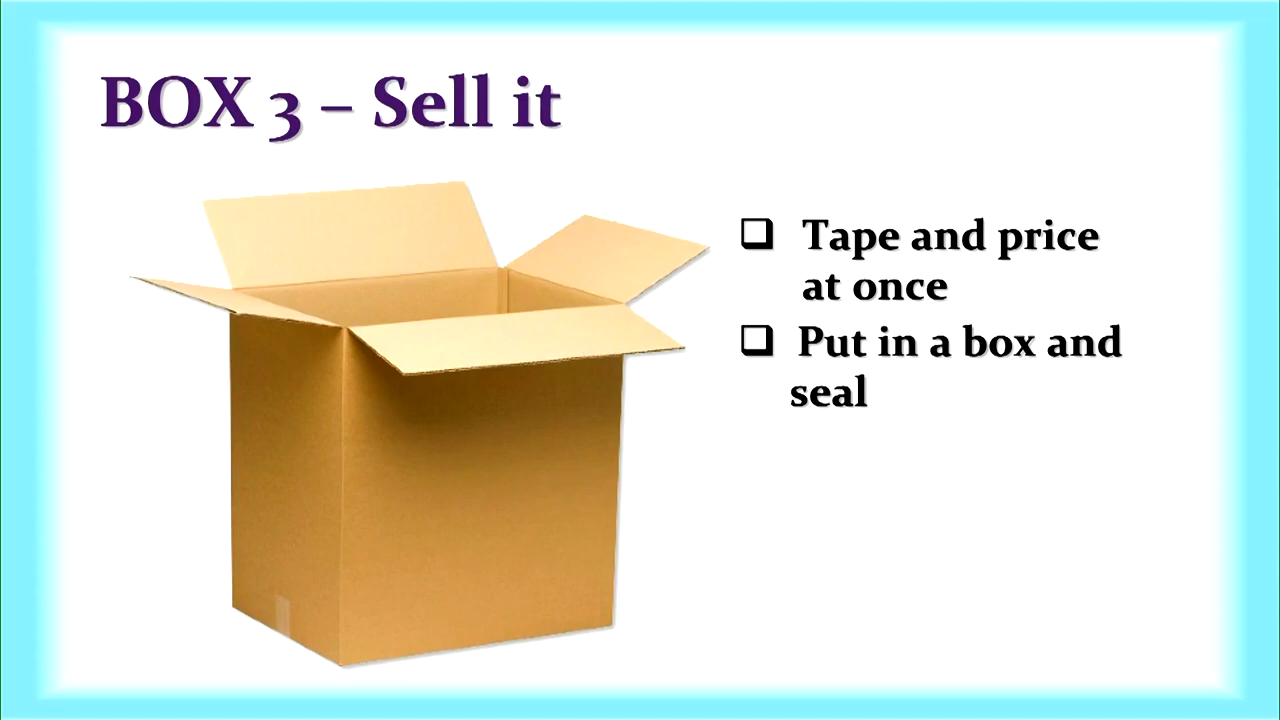 BOX 3 – Sell it
❑ Tape and price
at once
❑ Put in a box and
seal